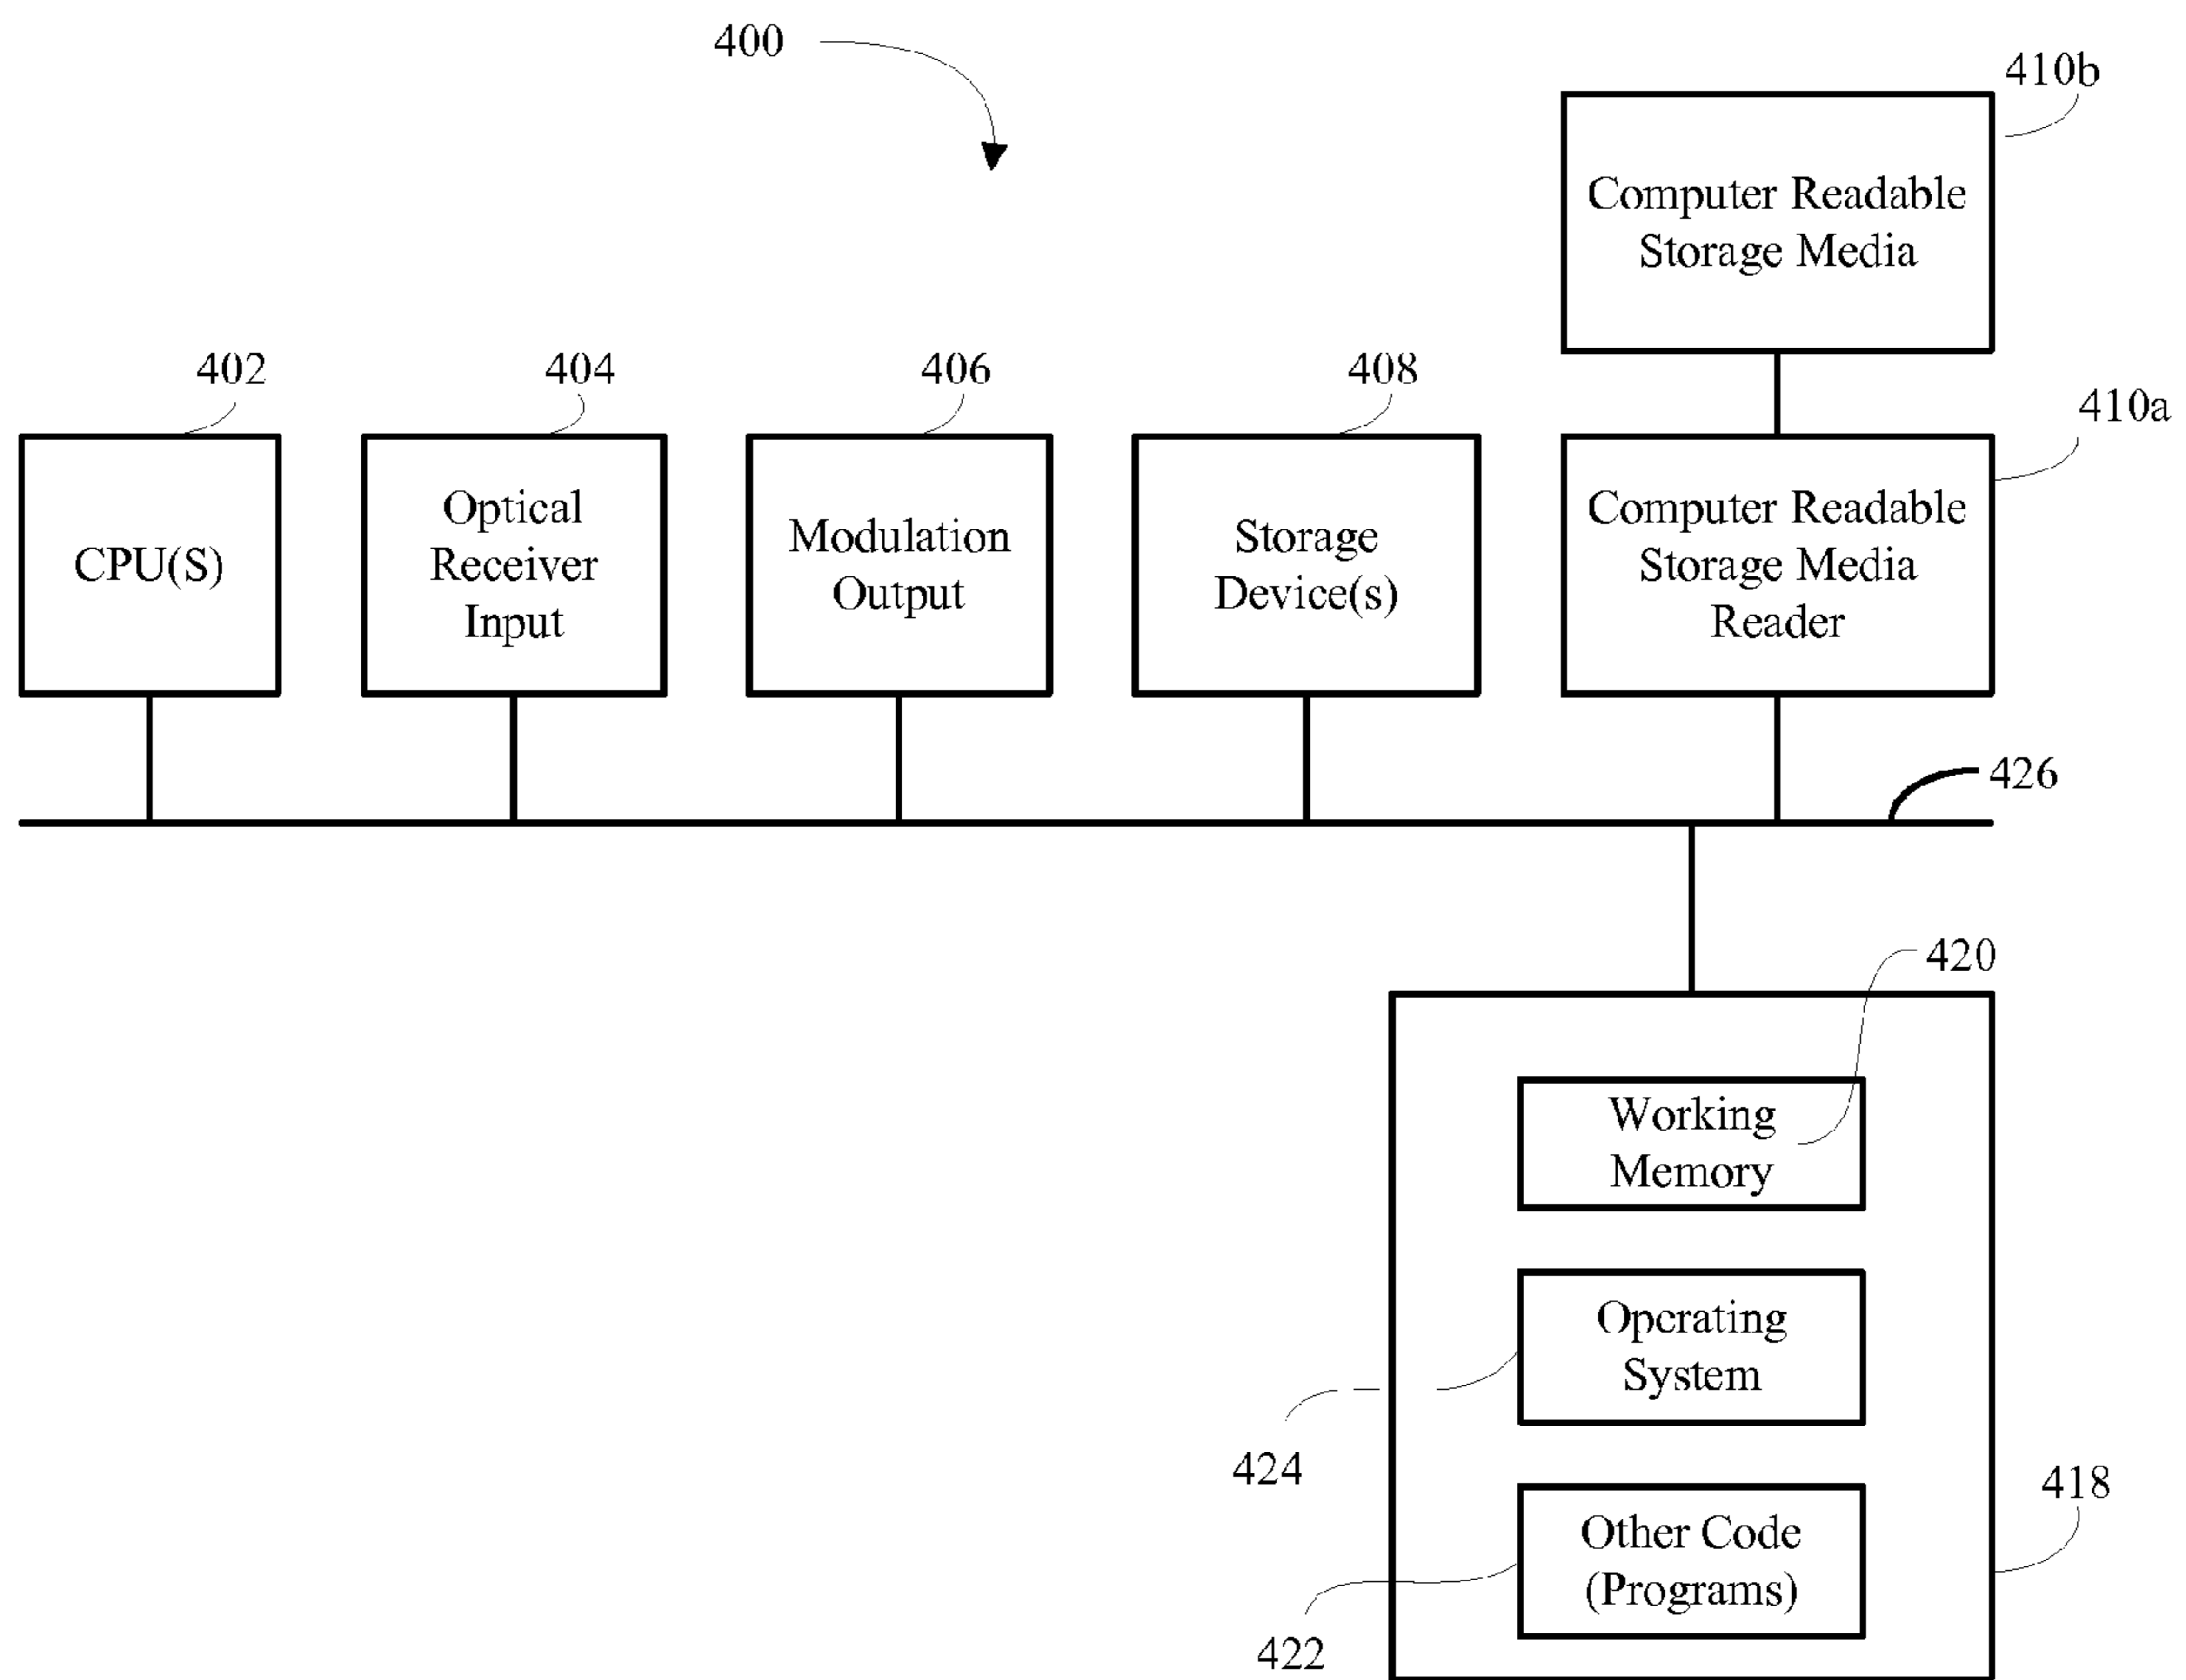 400
410b
Computer Readable
Storage Media
402
404
406
408
410a
CPU(S)
Optical
Receiver
Input
Modulation
Output
Storage
Device(s)
Computer Readable
Storage Media
Reader
426
420
Working
Memory
Operating
System
424
418
Other Code
(Programs)
422